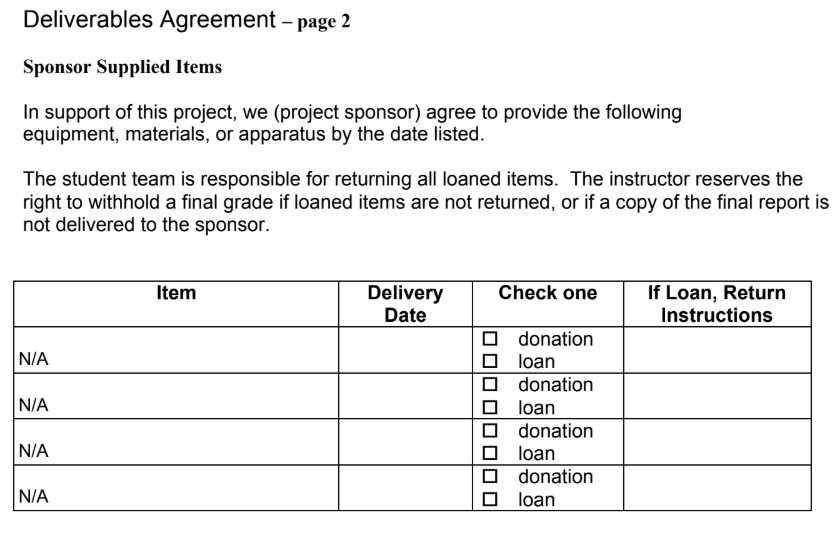 Deliverables Agreement – page 2
Sponsor Supplied Items
In support of this project, we (project sponsor) agree to provide the following
equipment, materials, or apparatus by the date listed.
The student team is responsible for returning all loaned items.  The instructor reserves the
right to withhold a final grade if loaned items are not returned, or if a copy of the final report is
not delivered to the sponsor.
Item Delivery Date Check one If Loan, Return Instructions
N/A ☐ donation
☐ loan
N/A ☐ donation
☐ loan
N/A ☐ donation
☐ loan
N/A ☐ donation
☐ loan